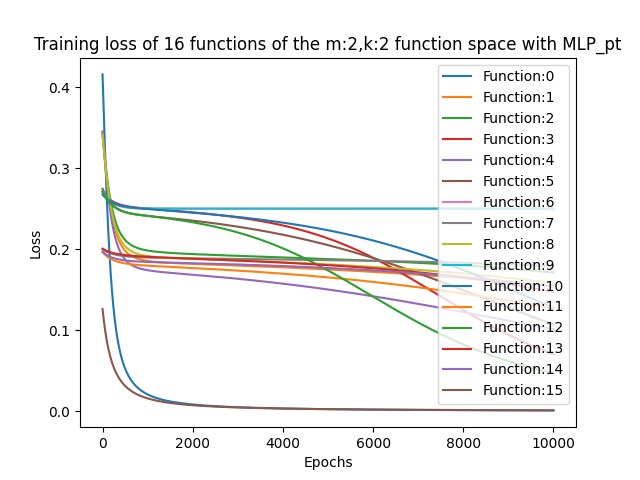 Training loss of 16 functions of the m:2,k:2 function space with MLP_pt
Loss
0.4
0.3
0.2
0.1
0.0
Function:0
Function:1
Function:2
Function:3
Function:4
Function:5
Function:6
Function:7
Function:8
Function:9
Function:10
Function:11
Function:12
Function:13
Function:14
Function:15
0 2000 4000 6000 8000 10000
Epochs